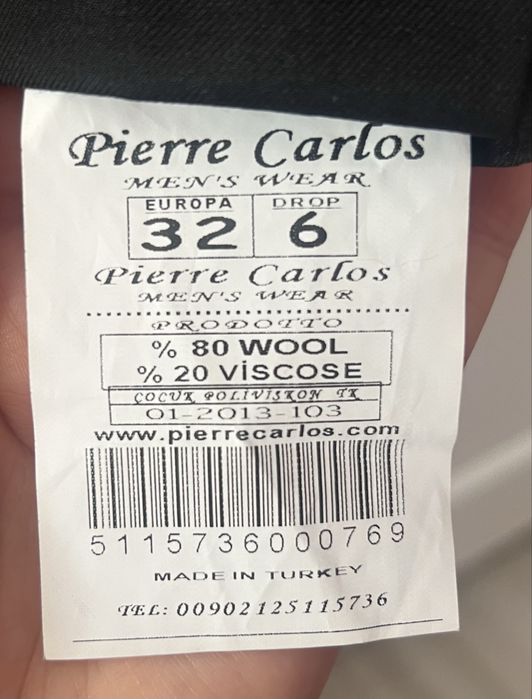 Pierre Carlos
MEN'S WEAR
EUROPA DROP
32 6
Pierre Carlos
MEN'S WEAR
PRODOTTO
% 80 WOOL
% 20 VİSCOSE
ÇOCUK POLİVİSKON TK
01-2013-103
www.pierrecarlos.com
5115736000769
MADE IN TURKEY
TEL: 00902125115736